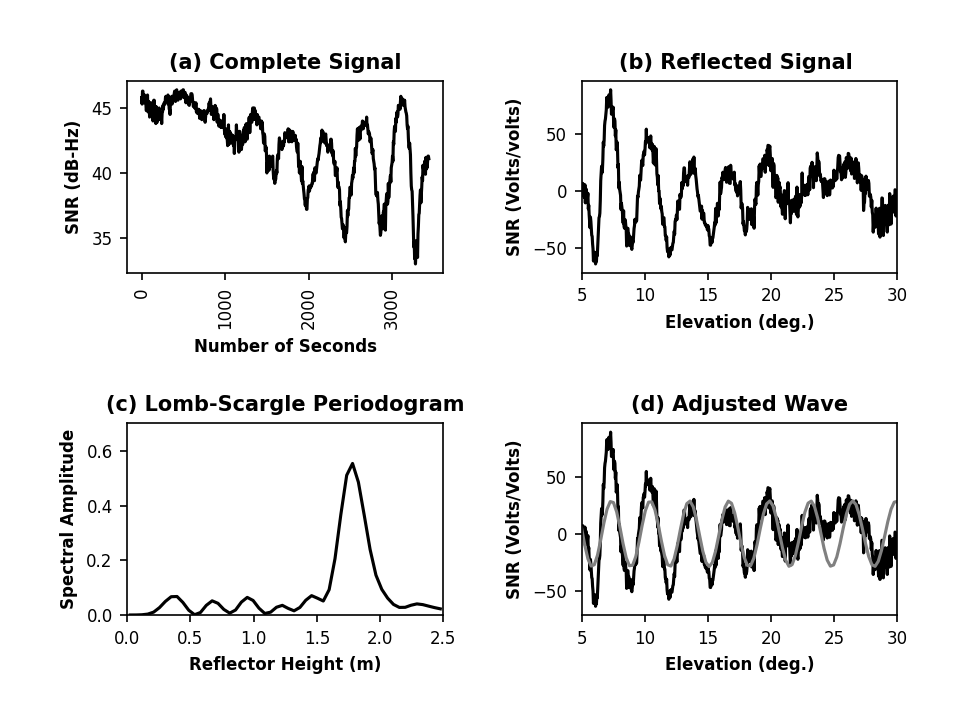 (a) Complete Signal
SNR (dB-Hz)
45
40
35
0
1000
2000
3000
Number of Seconds
(b) Reflected Signal
SNR (Volts/volts)
50
0
−50
5 10 15 20 25 30
Elevation (deg.)
(c) Lomb-Scargle Periodogram
Spectral Amplitude
0.6
0.4
0.2
0.0
0.0 0.5 1.0 1.5 2.0 2.5
Reflector Height (m)
(d) Adjusted Wave
SNR (Volts/Volts)
50
0
−50
5 10 15 20 25 30
Elevation (deg.)